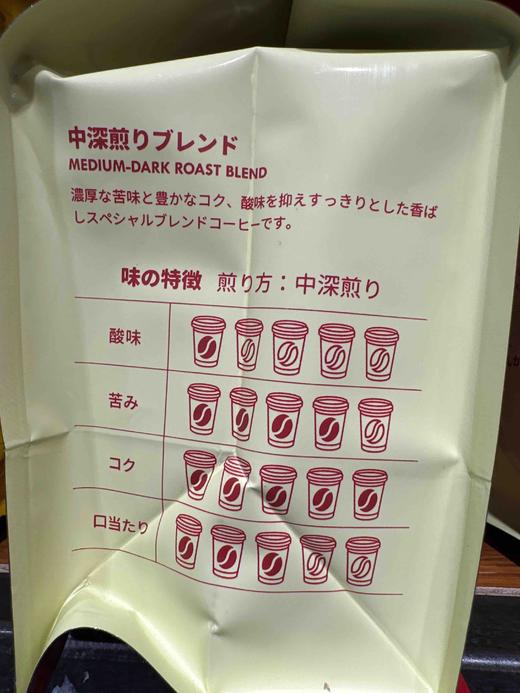 中深煎りブレンド
MEDIUM-DARK ROAST BLEND
濃厚な苦味と豊かなコク、酸味を抑えすっきりとした香ば
しスペシャルブレンドコーヒーです。
味の特徴 煎り方：中深煎り
酸味
苦み
コク
口当たり